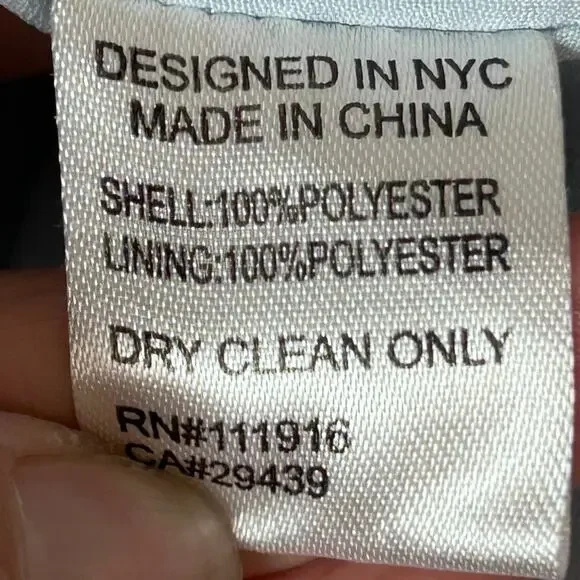 DESIGNED IN NYC
MADE IN CHINA
SHELL:100%POLYESTER
LINING:100%POLYESTER
DRY CLEAN ONLY
RN#111916
CA#29439